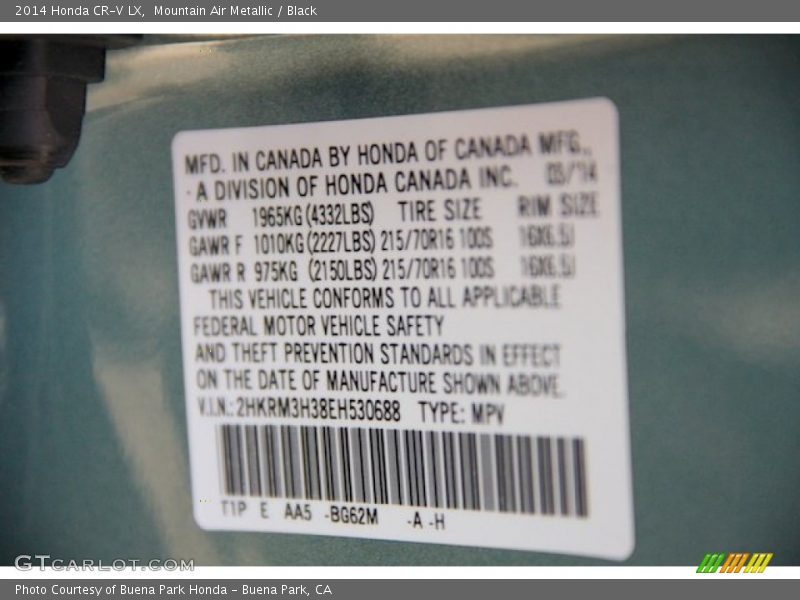 2014 Honda CR-V LX, Mountain Air Metallic / Black
MFD. IN CANADA BY HONDA OF CANADA MFG.,
- A DIVISION OF HONDA CANADA INC. 03/14
GVWR 1965KG (4332LBS) TIRE SIZE RIM SIZE
GAWR F 1010KG (2227LBS) 215/70R16 100S 16X6.5J
GAWR R 975KG (2150LBS) 215/70R16 100S 16X6.5J
THIS VEHICLE CONFORMS TO ALL APPLICABLE
FEDERAL MOTOR VEHICLE SAFETY
AND THEFT PREVENTION STANDARDS IN EFFECT
ON THE DATE OF MANUFACTURE SHOWN ABOVE.
V.I.N.: 2HKRM3H38EH530688 TYPE: MPV
T1P E AA5 -BG62M -A -H
GTCARLOT.COM
Photo Courtesy of Buena Park Honda - Buena Park, CA